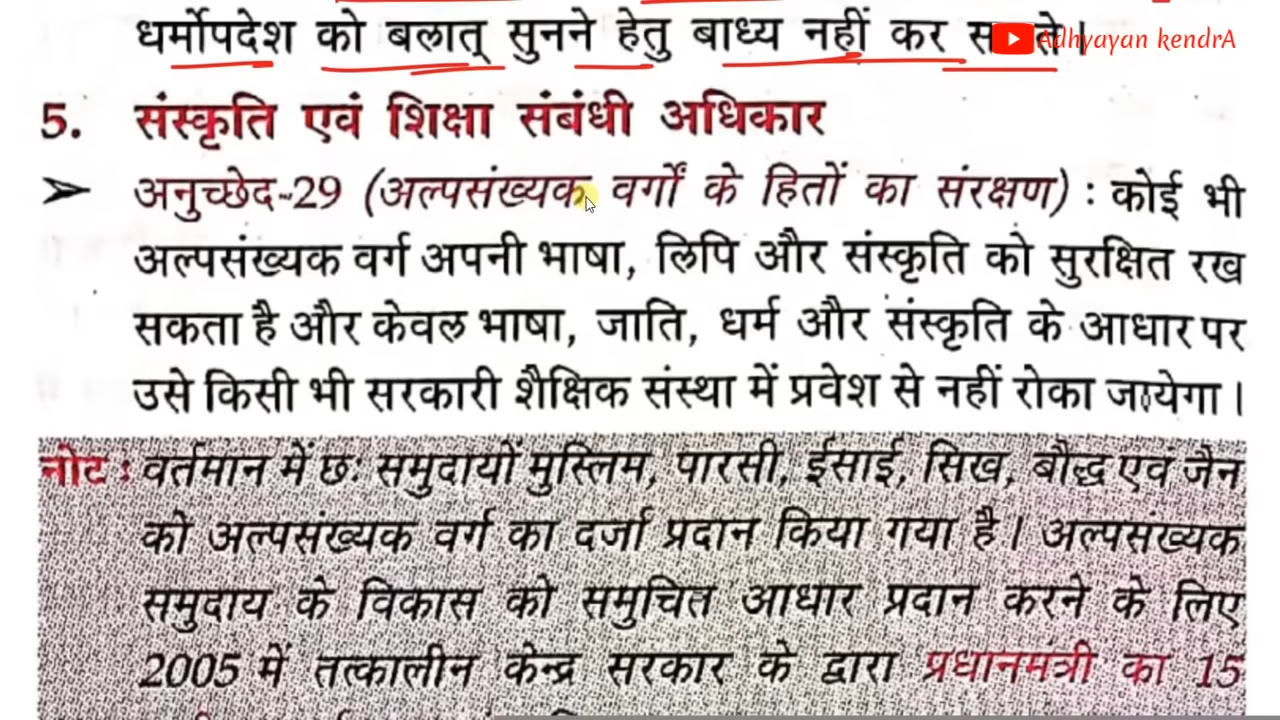 धर्मोपदेश को बलात् सुनने हेतु बाध्य नहीं कर
Adhyayan kendrA
5. संस्कृति एवं शिक्षा संबंधी अधिकार
➢ अनुच्छेद-29 (अल्पसंख्यक वर्गों के हितों का संरक्षण) : कोई भी
अल्पसंख्यक वर्ग अपनी भाषा, लिपि और संस्कृति को सुरक्षित रख
सकता है और केवल भाषा, जाति, धर्म और संस्कृति के आधार पर
उसे किसी भी सरकारी शैक्षिक संस्था में प्रवेश से नहीं रोका जायेगा।
नोट : वर्तमान में छः समुदायों मुस्लिम, पारसी, ईसाई, सिख, बौद्ध एवं जैन
को अल्पसंख्यक वर्ग का दर्जा प्रदान किया गया है। अल्पसंख्यक
समुदाय के विकास को समुचित आधार प्रदान करने के लिए
2005 में तत्कालीन केन्द्र सरकार के द्वारा प्रधानमंत्री का 15